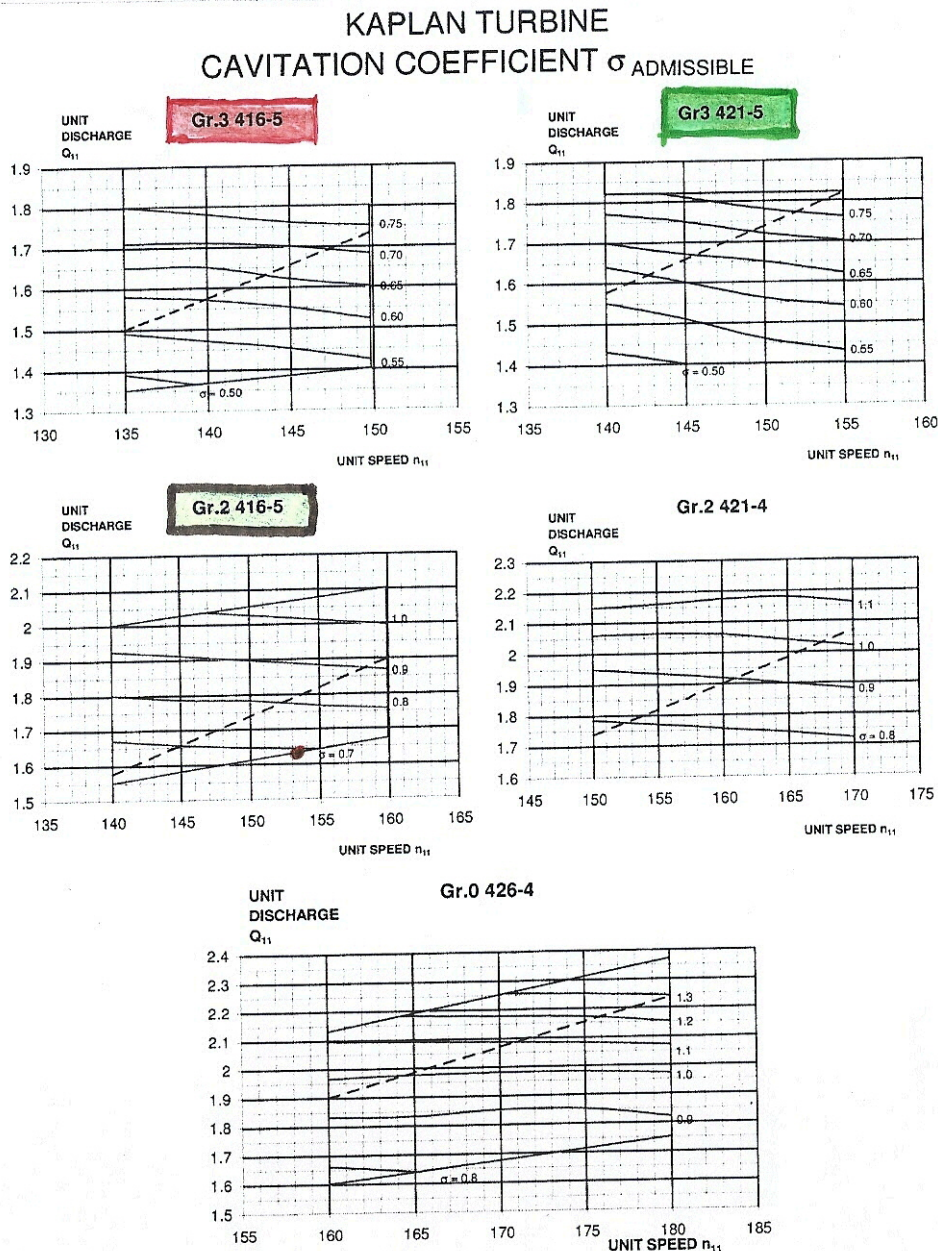 KAPLAN TURBINE
CAVITATION COEFFICIENT σ ADMISSIBLE
Gr.3 416-5
UNIT
DISCHARGE
Q₁₁
1.9
1.8
1.7
1.6
1.5
1.4
1.3
0.75
0.70
0.65
0.60
0.55
σ = 0.50
130 135 140 145 150 155
UNIT SPEED n₁₁
Gr3 421-5
UNIT
DISCHARGE
Q₁₁
1.9
1.8
1.7
1.6
1.5
1.4
1.3
0.75
0.70
0.65
0.60
0.55
σ = 0.50
135 140 145 150 155 160
UNIT SPEED n₁₁
Gr.2 416-5
UNIT
DISCHARGE
Q₁₁
2.2
2.1
2
1.9
1.8
1.7
1.6
1.5
1.0
0.9
0.8
σ = 0.7
135 140 145 150 155 160 165
UNIT SPEED n₁₁
Gr.2 421-4
UNIT
DISCHARGE
Q₁₁
2.3
2.2
2.1
2
1.9
1.8
1.7
1.6
1.1
1.0
0.9
σ = 0.8
145 150 155 160 165 170 175
UNIT SPEED n₁₁
Gr.0 426-4
UNIT
DISCHARGE
Q₁₁
2.4
2.3
2.2
2.1
2
1.9
1.8
1.7
1.6
1.5
1.3
1.2
1.1
1.0
0.9
σ = 0.8
155 160 165 170 175 180 185
UNIT SPEED n₁₁